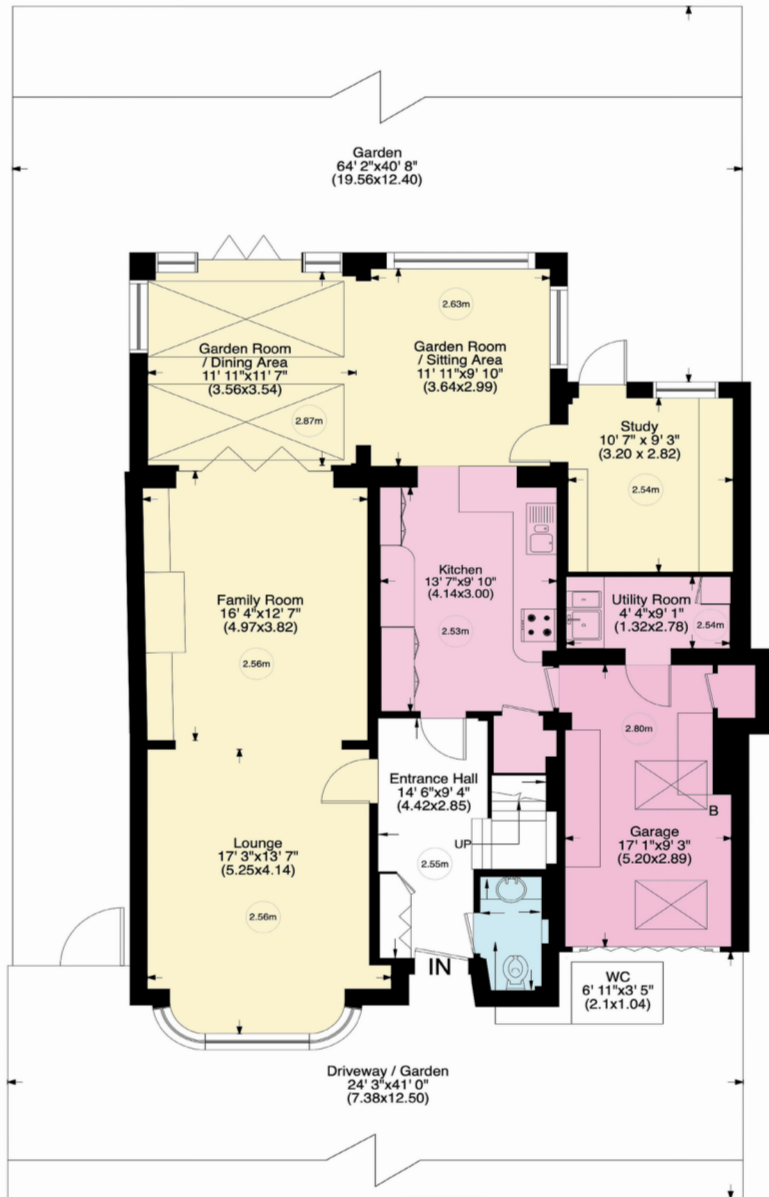 Garden
64' 2"x40' 8"
(19.56x12.40)
2.63m
Garden Room
/ Dining Area
11' 11"x11' 7"
(3.56x3.54)
2.87m
Garden Room
/ Sitting Area
11' 11"x9' 10"
(3.64x2.99)
Study
10' 7" x 9' 3"
(3.20 x 2.82)
2.54m
Family Room
16' 4"x12' 7"
(4.97x3.82)
2.56m
Kitchen
13' 7"x9' 10"
(4.14x3.00)
2.53m
Utility Room
4' 4"x9' 1"
(1.32x2.78)
2.54m
2.80m
Entrance Hall
14' 6"x9' 4"
(4.42x2.85)
UP
2.55m
B
Garage
17' 1"x9' 3"
(5.20x2.89)
Lounge
17' 3"x13' 7"
(5.25x4.14)
2.56m
IN
WC
6' 11"x3' 5"
(2.1x1.04)
Driveway / Garden
24' 3"x41' 0"
(7.38x12.50)